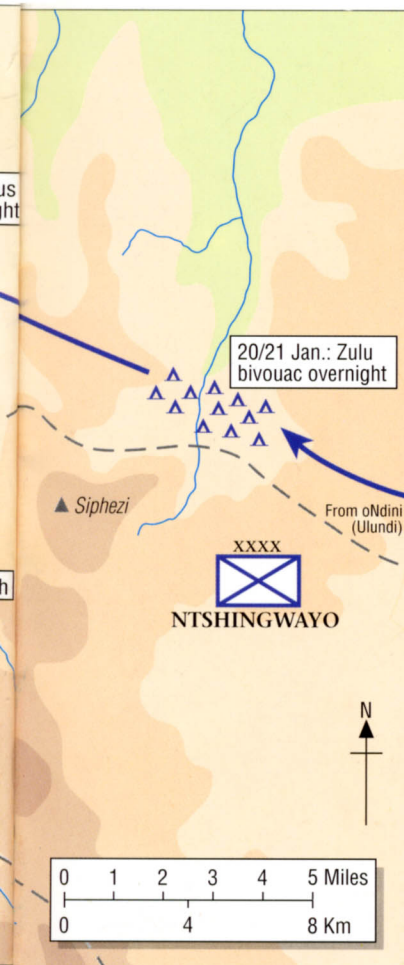 us
ght
20/21 Jan.: Zulu
bivouac overnight
Siphezi
From oNdini
(Ulundi)
h
XXXX
NTSHINGWAYO
N
0 1 2 3 4 5 Miles
0 4 8 Km